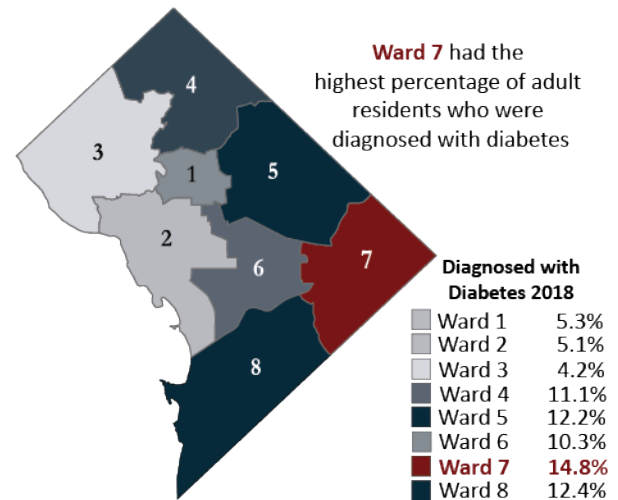 Ward 7 had the
highest percentage of adult
residents who were
diagnosed with diabetes
4
3
1
5
2
6
7
8
Diagnosed with
Diabetes 2018
Ward 1 5.3%
Ward 2 5.1%
Ward 3 4.2%
Ward 4 11.1%
Ward 5 12.2%
Ward 6 10.3%
Ward 7 14.8%
Ward 8 12.4%